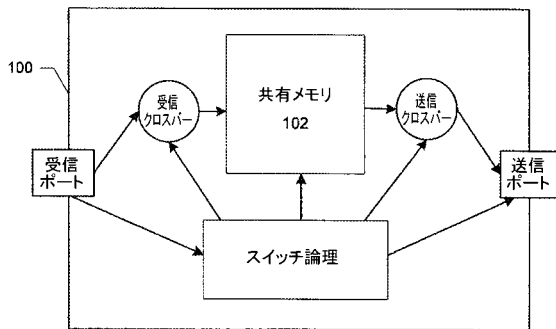 100
受信
クロスバー
共有メモリ
102
送信
クロスバー
受信
ポート
送信
ポート
スイッチ論理